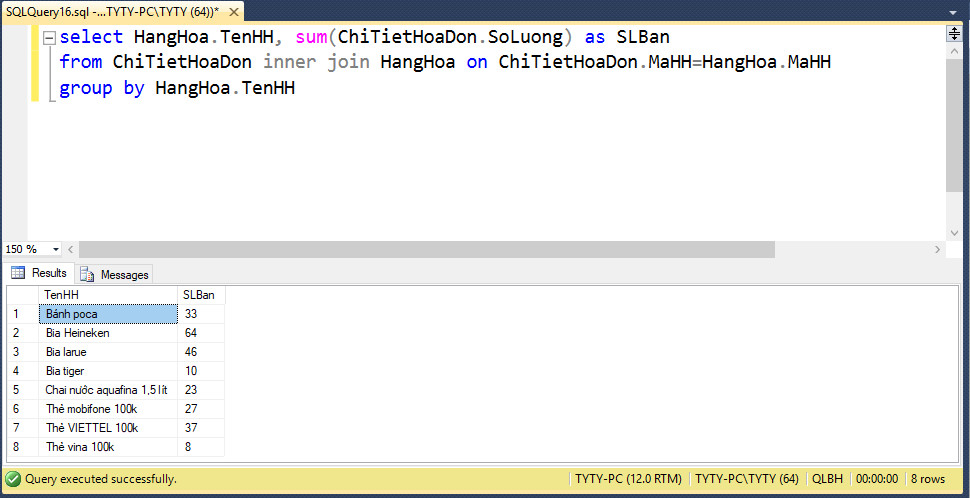 SQLQuery16.sql -...TYTY-PC\TYTY (64))* ×
select HangHoa.TenHH, sum(ChiTietHoaDon.SoLuong) as SLBan
from ChiTietHoaDon inner join HangHoa on ChiTietHoaDon.MaHH=HangHoa.MaHH
group by HangHoa.TenHH
150 %
Results Messages
TenHH SLBan
1 Bánh poca 33
2 Bia Heineken 64
3 Bia larue 46
4 Bia tiger 10
5 Chai nước aquafina 1,5 lít 23
6 Thẻ mobifone 100k 27
7 Thẻ VIETTEL 100k 37
8 Thẻ vina 100k 8
Query executed successfully. TYTY-PC (12.0 RTM) TYTY-PC\TYTY (64) QLBH 00:00:00 8 rows